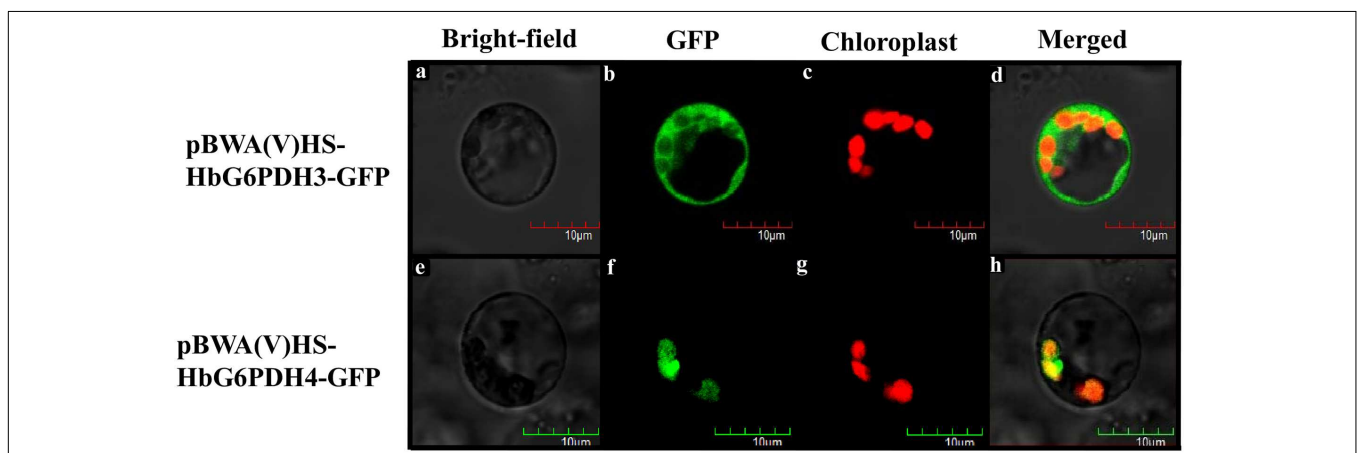 Bright-field GFP Chloroplast Merged
a b c d
pBWA(V)HS-
HbG6PDH3-GFP
10µm 10µm 10µm 10µm
e f g h
pBWA(V)HS-
HbG6PDH4-GFP
10µm 10µm 10µm 10µm